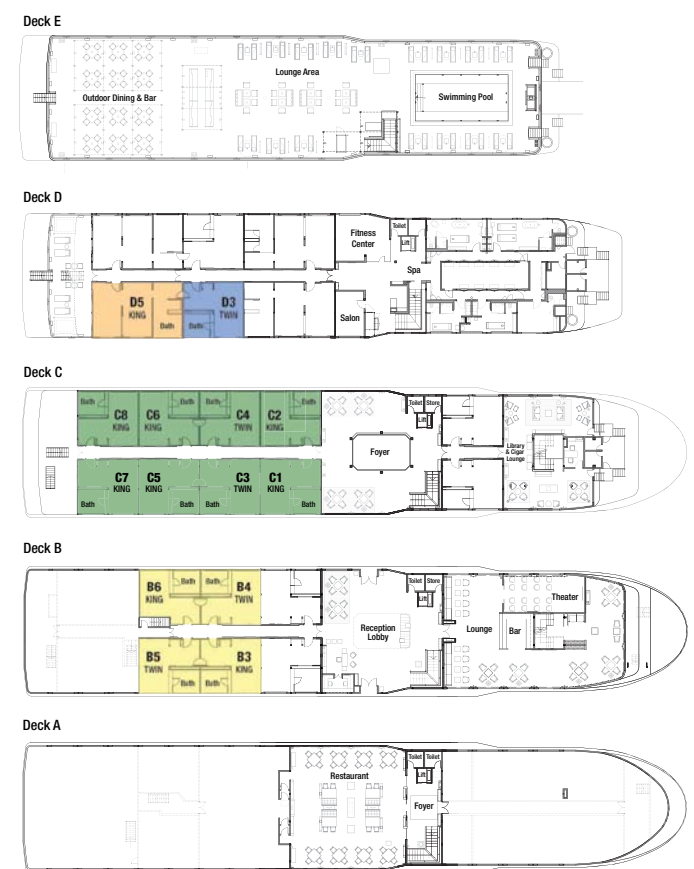 Deck E
Lounge Area
Outdoor Dining & Bar
Swimming Pool
Deck D
Toilet
Fitness
Center
Lift
Spa
D5
KING
D3
TWIN
Salon
Bath
Bath
Deck C
Bath
Bath
Bath
Bath
Toilet
Store
C8
KING
C6
KING
C4
TWIN
C2
KING
Lift
Foyer
Library
& Cigar
Lounge
C7
KING
C5
KING
C3
TWIN
C1
KING
Bath
Bath
Bath
Bath
Deck B
B6
KING
Bath
Bath
B4
TWIN
Toilet
Store
Lift
Theater
Reception
Lobby
Lounge
Bar
B5
TWIN
B3
KING
Bath
Bath
Deck A
Toilet
Toilet
Restaurant
Lift
Foyer